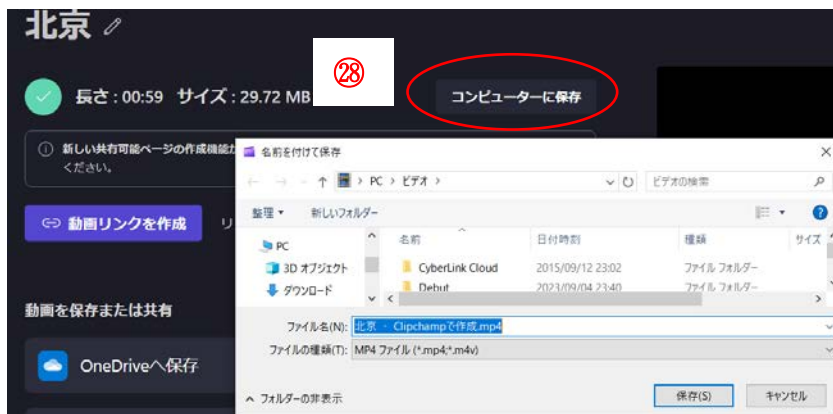 北京
㉘
長さ : 00:59 サイズ : 29.72 MB
コンピューターに保存
新しい共有可能ページの作成機能が
ください。
動画リンクを作成
リ
動画を保存または共有
OneDriveへ保存
名前を付けて保存
PC › ビデオ ›
ビデオの検索
整理 新しいフォルダー
PC
3D オブジェクト
ダウンロード
名前 日付時刻 種類 サイズ
CyberLink Cloud 2015/09/12 23:02 ファイル フォルダー
Debut 2023/09/04 23:40 ファイル フォルダー
ファイル名(N): 北京 - Clipchampで作成.mp4
ファイルの種類(T): MP4 ファイル (*.mp4;*.m4v)
フォルダーの非表示
保存(S) キャンセル